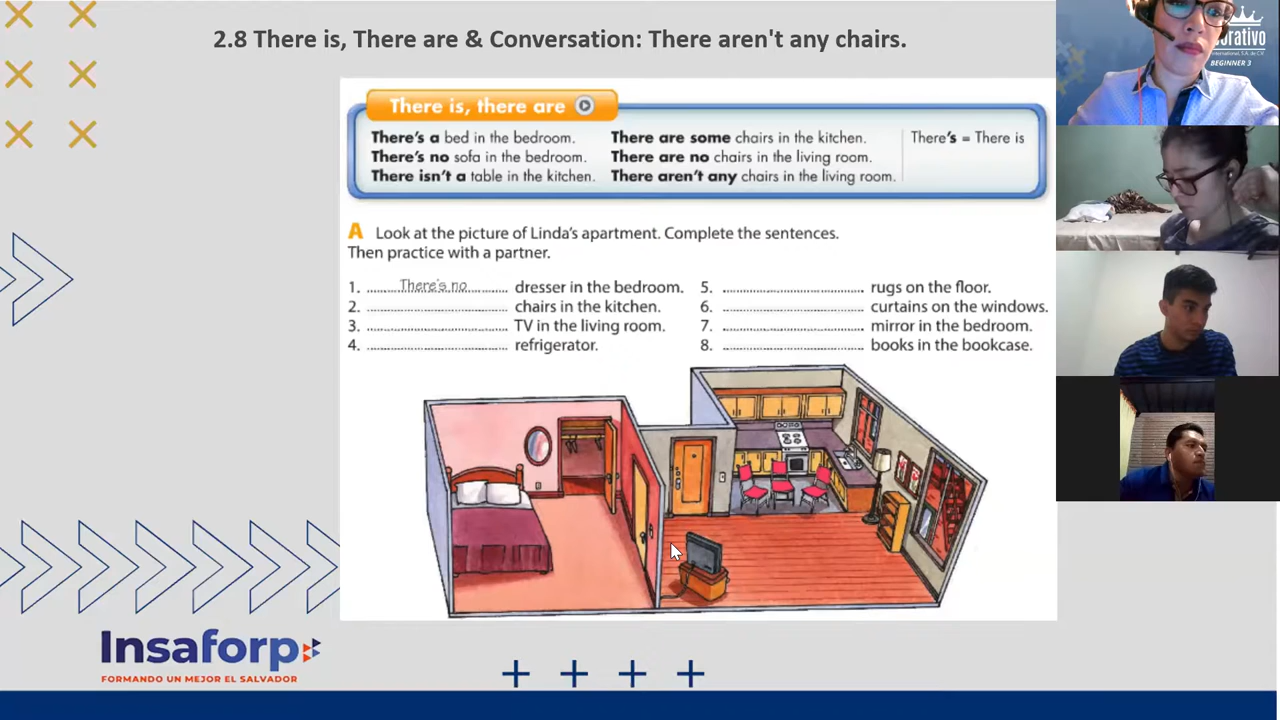 2.8 There is, There are & Conversation: There aren't any chairs.
There is, there are
There's a bed in the bedroom.
There's no sofa in the bedroom.
There isn't a table in the kitchen.
There are some chairs in the kitchen.
There are no chairs in the living room.
There aren't any chairs in the living room.
There's = There is
A Look at the picture of Linda's apartment. Complete the sentences.
Then practice with a partner.
1. There's no dresser in the bedroom.
2. chairs in the kitchen.
3. TV in the living room.
4. refrigerator.
5. rugs on the floor.
6. curtains on the windows.
7. mirror in the bedroom.
8. books in the bookcase.
Insaforp
FORMANDO UN MEJOR EL SALVADOR
BEGINNER 3